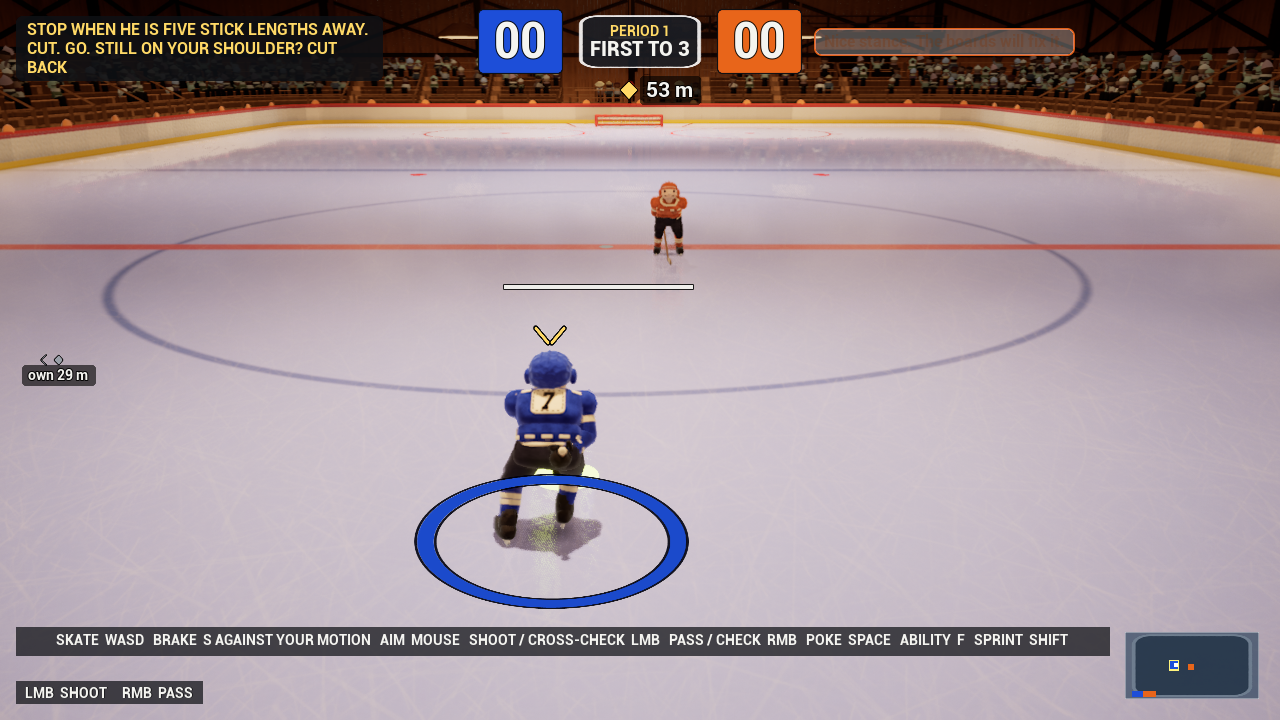 STOP WHEN HE IS FIVE STICK LENGTHS AWAY.
CUT. GO. STILL ON YOUR SHOULDER? CUT
BACK
00
PERIOD 1
FIRST TO 3
00
53 m
own 29 m
7
SKATE WASD BRAKE S AGAINST YOUR MOTION AIM MOUSE SHOOT / CROSS-CHECK LMB PASS / CHECK RMB POKE SPACE ABILITY F SPRINT SHIFT
LMB SHOOT RMB PASS